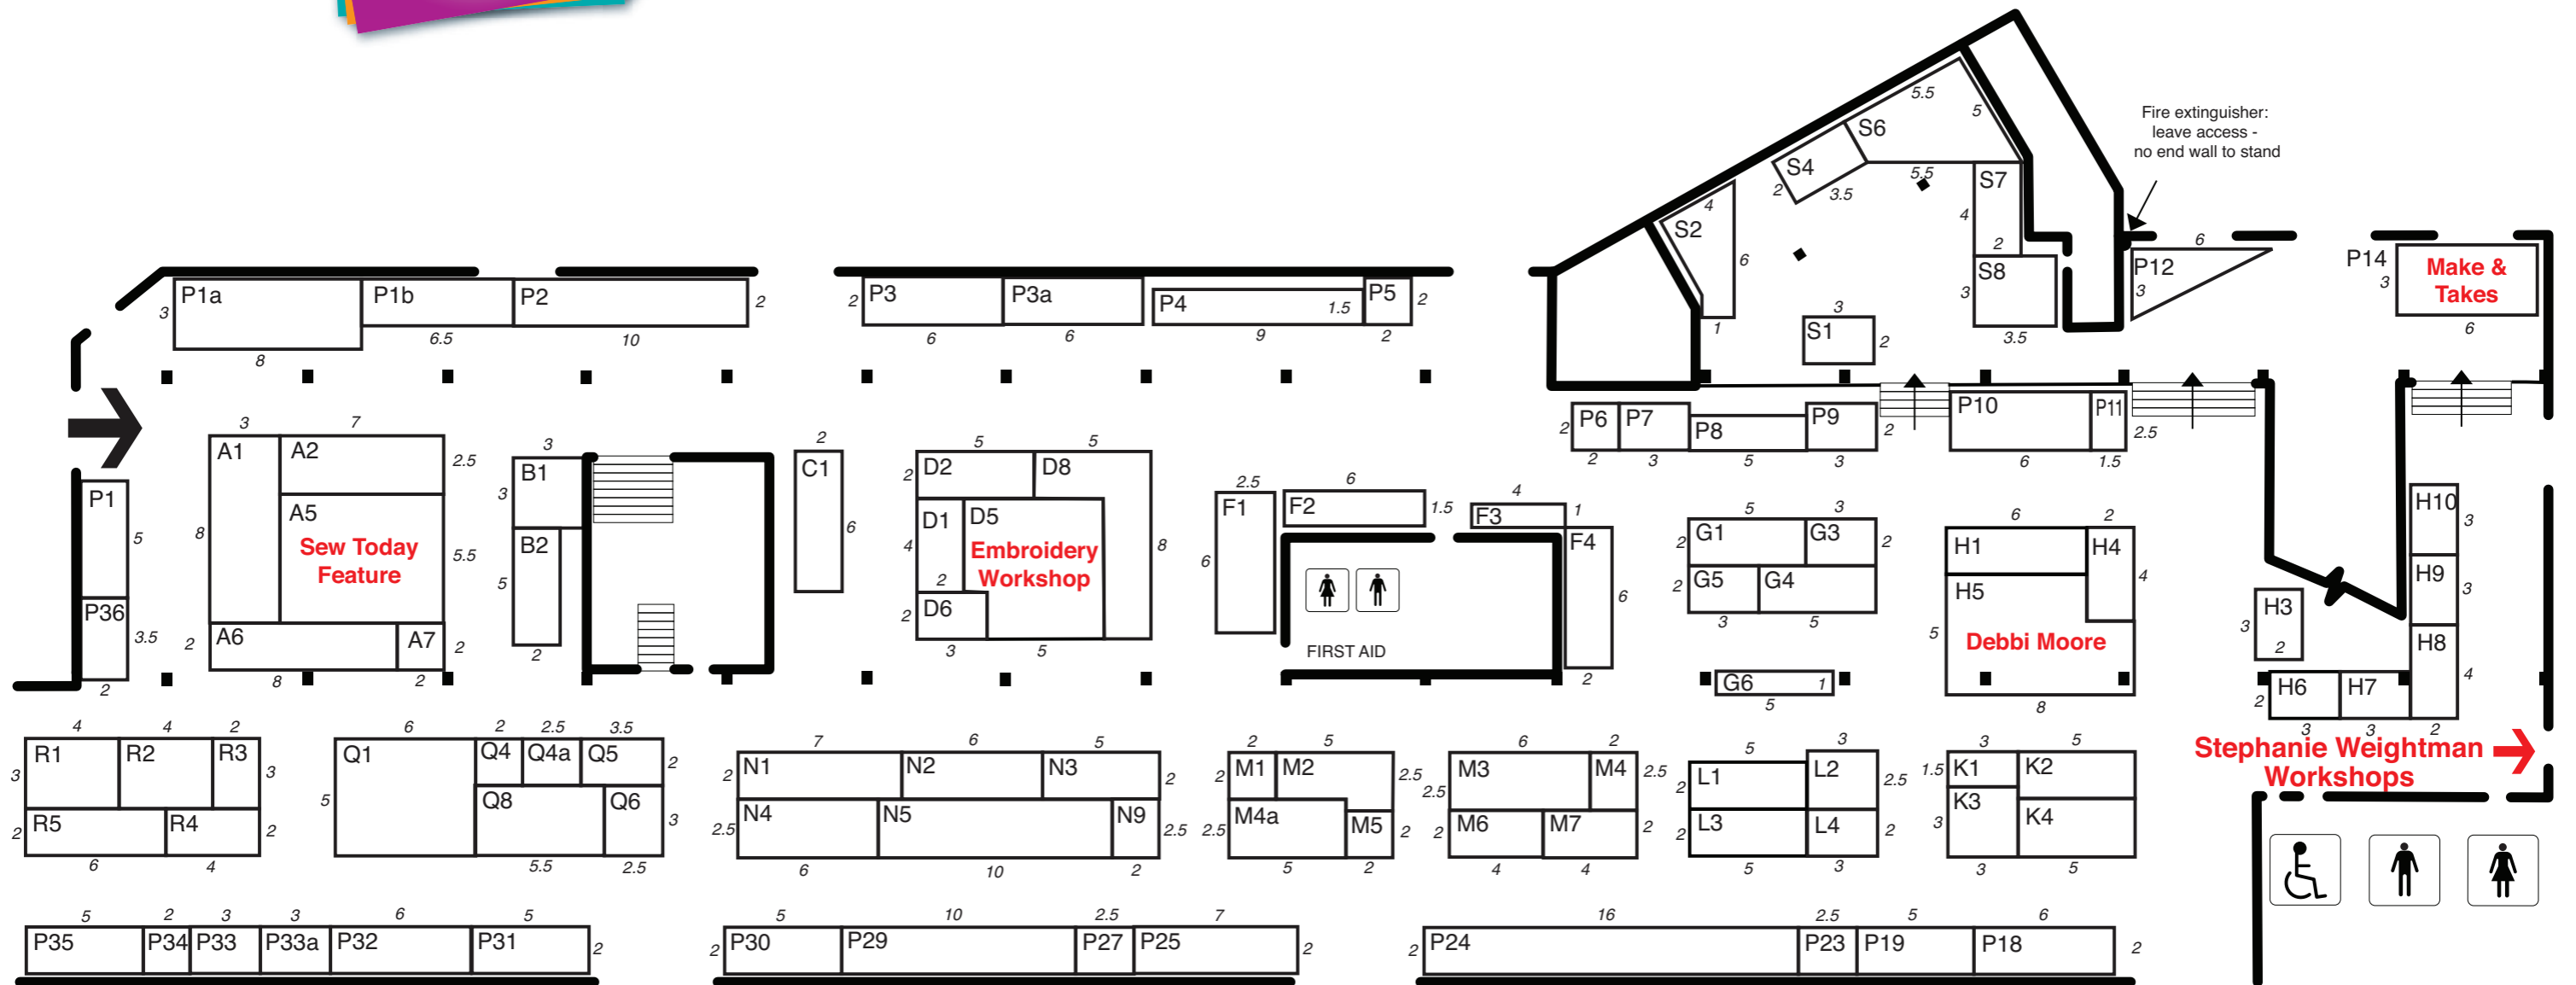 Fire extinguisher:
leave access -
no end wall to stand
5.5
5
S6
S4
2
3.5
5.5
S7
4
2
S2
4
6
1
S8
3
3.5
S1
3
2
P12
6
3
P14
3
Make &
Takes
6
P1a
3
8
P1b
6.5
P2
10
2
2
P3
6
P3a
6
P4
1.5
9
P5
2
2
P6
2
2
P7
3
P8
5
P9
3
2
P10
6
P11
1.5
2.5
P1
5
P36
3.5
2
3
7
A1
8
A2
2.5
A5
5.5
Sew Today
Feature
A6
2
8
A7
2
2
3
B1
3
B2
5
2
2
C1
6
5
5
D2
2
D8
8
D1
4
2
D5
Embroidery
Workshop
D6
2
3
5
2.5
F1
6
6
F2
1.5
4
F3
1
F4
6
2
FIRST AID
5
3
G1
2
G3
2
G5
2
3
G4
5
G6
1
5
6
2
H1
H4
4
H5
5
Debbi Moore
8
H10
3
H9
3
H3
3
2
H8
4
H6
2
3
H7
3
2
Stephanie Weightman
Workshops
4
4
2
R1
3
R2
R3
3
R5
2
6
R4
4
2
6
2
2.5
3.5
Q1
5
Q4
Q4a
Q5
2
Q8
5.5
Q6
2.5
3
7
6
5
N1
2
N2
N3
2
N4
2.5
6
N5
10
N9
2
2.5
2
5
M1
2
M2
2.5
M4a
2.5
5
M5
2
2
6
2
M3
2.5
M4
2.5
M6
2
4
M7
4
2
5
3
L1
2
L2
2.5
L3
2
5
L4
3
2
3
5
K1
1.5
K2
K3
3
3
K4
5
5
2
3
3
6
5
P35
P34
P33
P33a
P32
P31
2
5
10
2.5
7
2
P30
P29
P27
P25
2
16
2.5
5
6
2
P24
P23
P19
P18
2